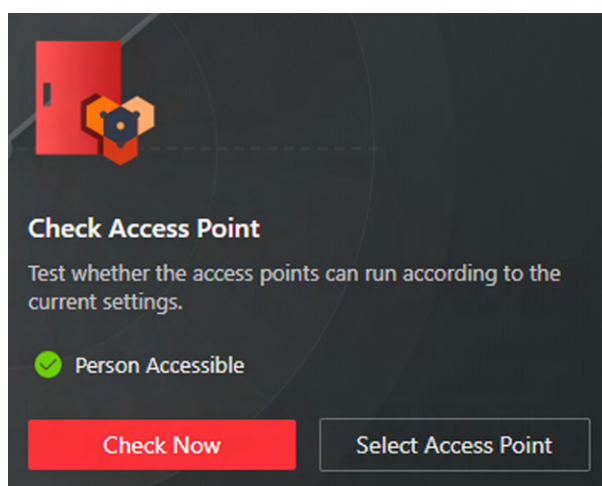 Check Access Point
Test whether the access points can run according to the
current settings.
Person Accessible
Check Now
Select Access Point